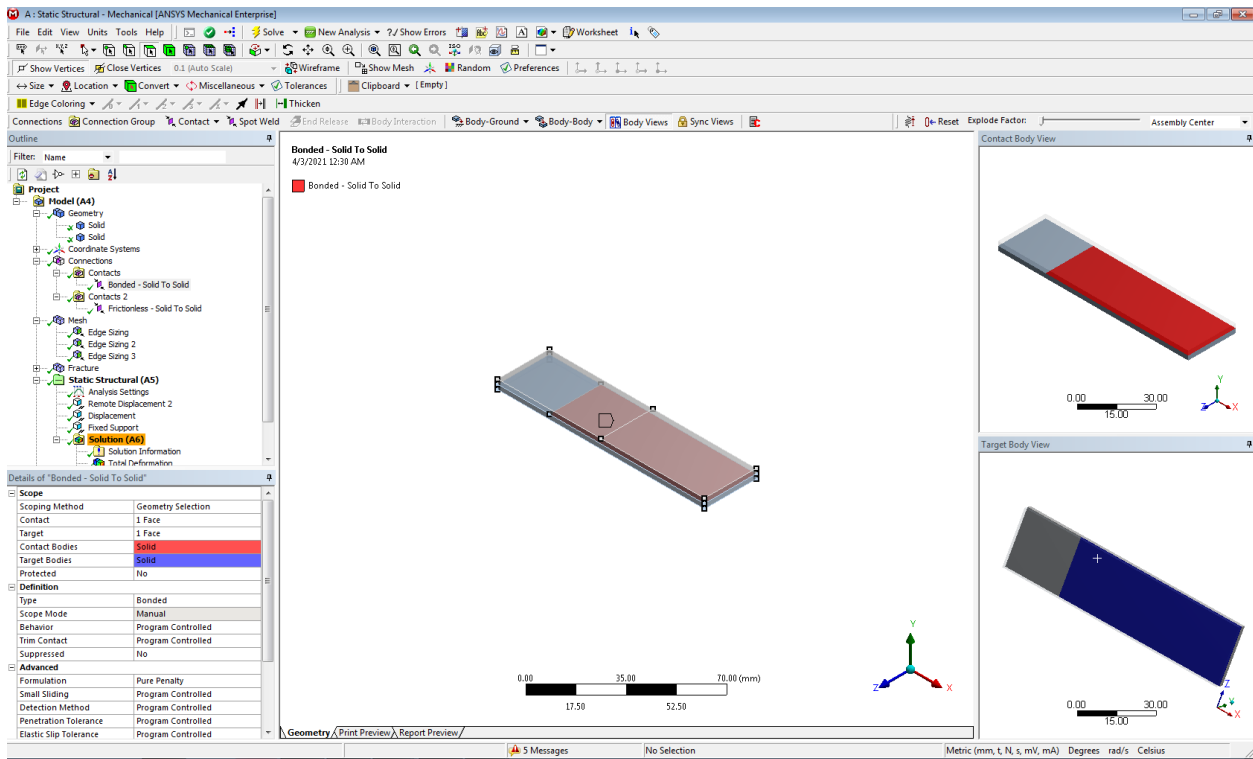 A : Static Structural - Mechanical [ANSYS Mechanical Enterprise]
File Edit View Units Tools Help Solve New Analysis ?/ Show Errors Worksheet
Show Vertices Close Vertices 0.1 (Auto Scale) Wireframe Show Mesh Random Preferences
Size Location Convert Miscellaneous Tolerances Clipboard [Empty]
Edge Coloring Thicken
Connections Connection Group Contact Spot Weld End Release Body Interaction Body-Ground Body-Body Body Views Sync Views Reset Explode Factor: Assembly Center
Outline
Filter: Name
Project
Model (A4)
Geometry
Solid
Solid
Coordinate Systems
Connections
Contacts
Bonded - Solid To Solid
Contacts 2
Frictionless - Solid To Solid
Mesh
Edge Sizing
Edge Sizing 2
Edge Sizing 3
Fracture
Static Structural (A5)
Analysis Settings
Remote Displacement 2
Displacement
Fixed Support
Solution (A6)
Solution Information
Total Deformation
Details of "Bonded - Solid To Solid"
Scope
Scoping Method Geometry Selection
Contact 1 Face
Target 1 Face
Contact Bodies Solid
Target Bodies Solid
Protected No
Definition
Type Bonded
Scope Mode Manual
Behavior Program Controlled
Trim Contact Program Controlled
Suppressed No
Advanced
Formulation Pure Penalty
Small Sliding Program Controlled
Detection Method Program Controlled
Penetration Tolerance Program Controlled
Elastic Slip Tolerance Program Controlled
Bonded - Solid To Solid
4/3/2021 12:30 AM
Bonded - Solid To Solid
0.00 35.00 70.00 (mm)
17.50 52.50
Y
Z X
Geometry Print Preview Report Preview
Contact Body View
0.00 30.00
15.00
Y
Z X
Target Body View
0.00 30.00
15.00
Z
Y
X
5 Messages No Selection Metric (mm, t, N, s, mV, mA) Degrees rad/s Celsius